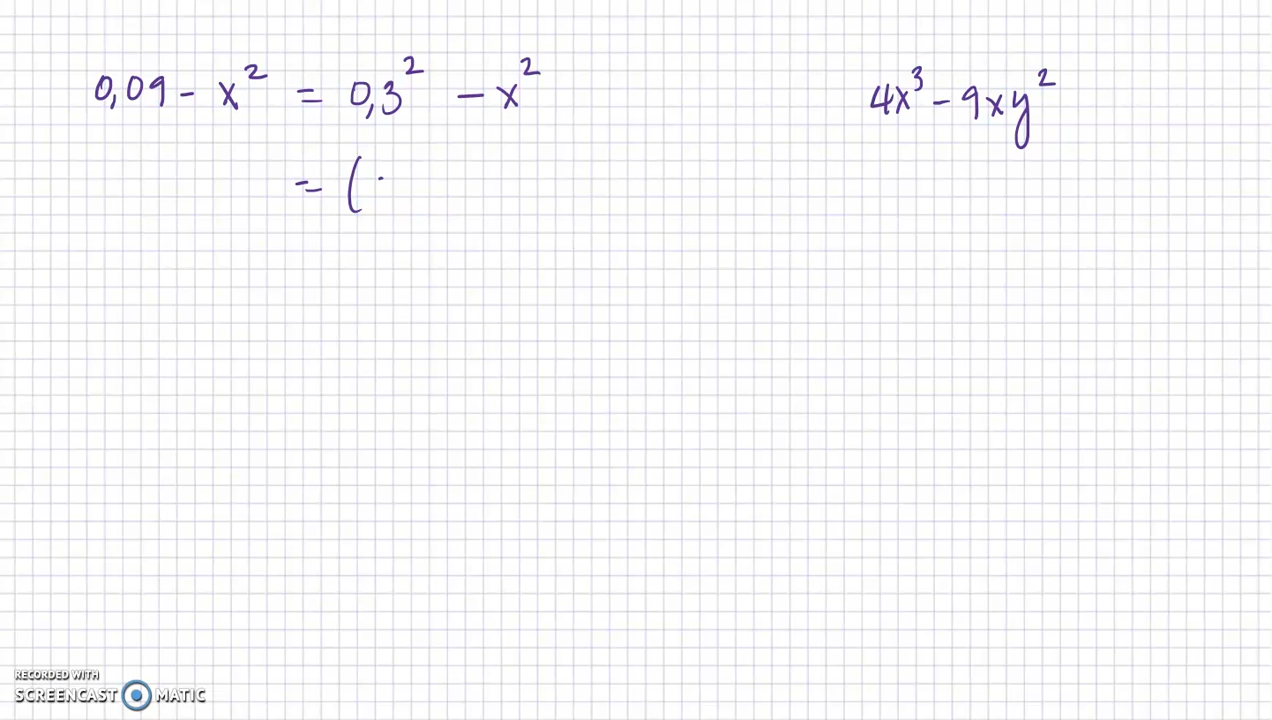 0,09 - x² = 0,3² - x²
= (
4x³ - 9xy²
RECORDED WITH
SCREENCAST MATIC